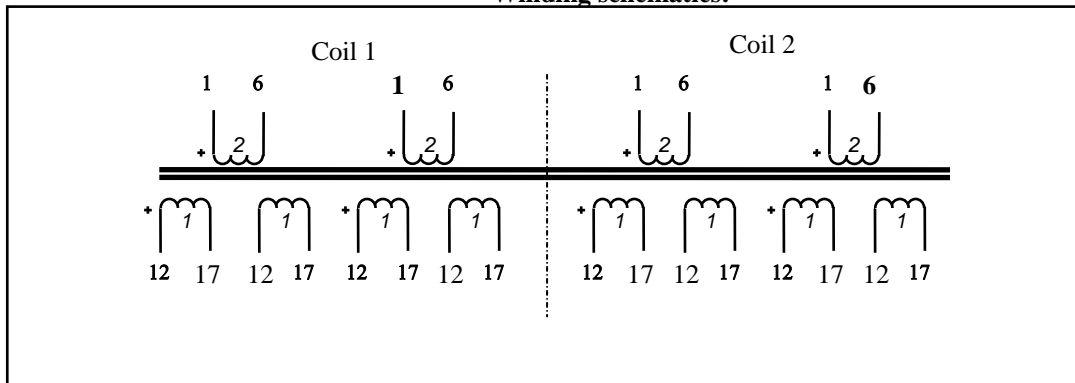 Winding schematics:
Coil 1 Coil 2
1 6 1 6 1 6 1 6
+ 2 + 2 + 2 + 2
+ 1 1 + 1 1 + 1 1 + 1 1
12 17 12 17 12 17 12 17 12 17 12 17 12 17 12 17